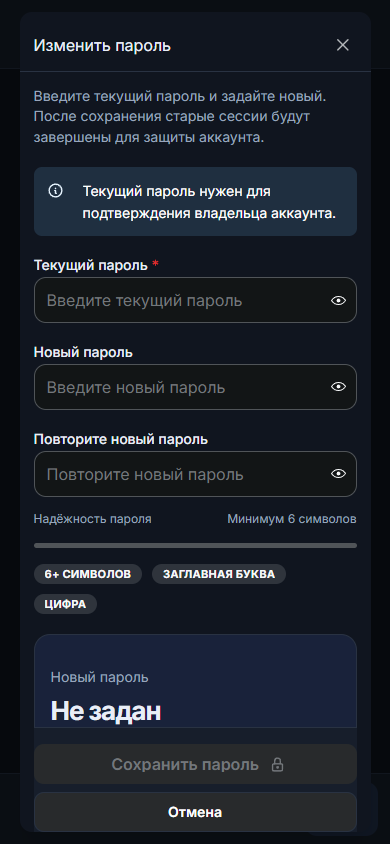 Изменить пароль
Введите текущий пароль и задайте новый.
После сохранения старые сессии будут
завершены для защиты аккаунта.
Текущий пароль нужен для
подтверждения владельца аккаунта.
Текущий пароль *
Введите текущий пароль
Новый пароль
Введите новый пароль
Повторите новый пароль
Повторите новый пароль
Надёжность пароля Минимум 6 символов
6+ СИМВОЛОВ ЗАГЛАВНАЯ БУКВА
ЦИФРА
Новый пароль
Не задан
Сохранить пароль
Отмена